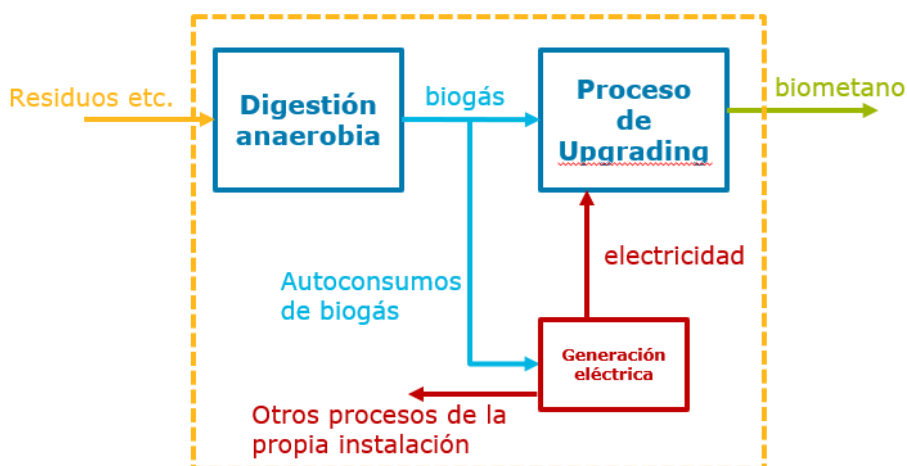 Residuos etc.
Digestión
anaerobia
biogás
Proceso
de
Upgrading
biometano
electricidad
Autoconsumos
de biogás
Generación
eléctrica
Otros procesos de la
propia instalación